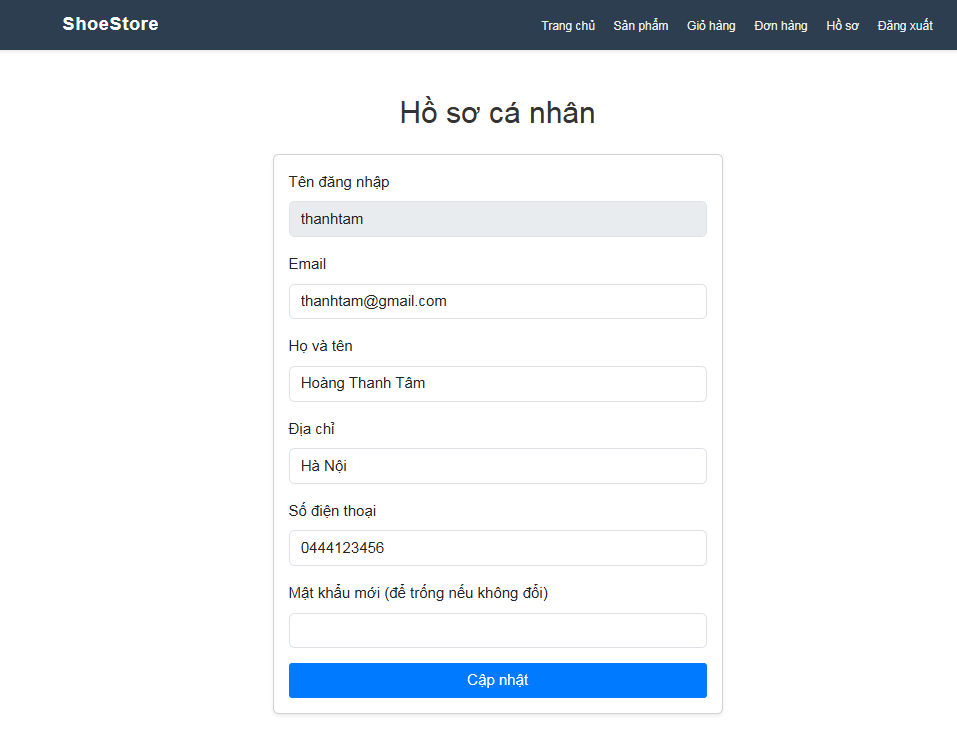 ShoeStore
Trang chủ Sản phẩm Giỏ hàng Đơn hàng Hồ sơ Đăng xuất
Hồ sơ cá nhân
Tên đăng nhập
thanhtam
Email
thanhtam@gmail.com
Họ và tên
Hoàng Thanh Tâm
Địa chỉ
Hà Nội
Số điện thoại
0444123456
Mật khẩu mới (để trống nếu không đổi)
Cập nhật